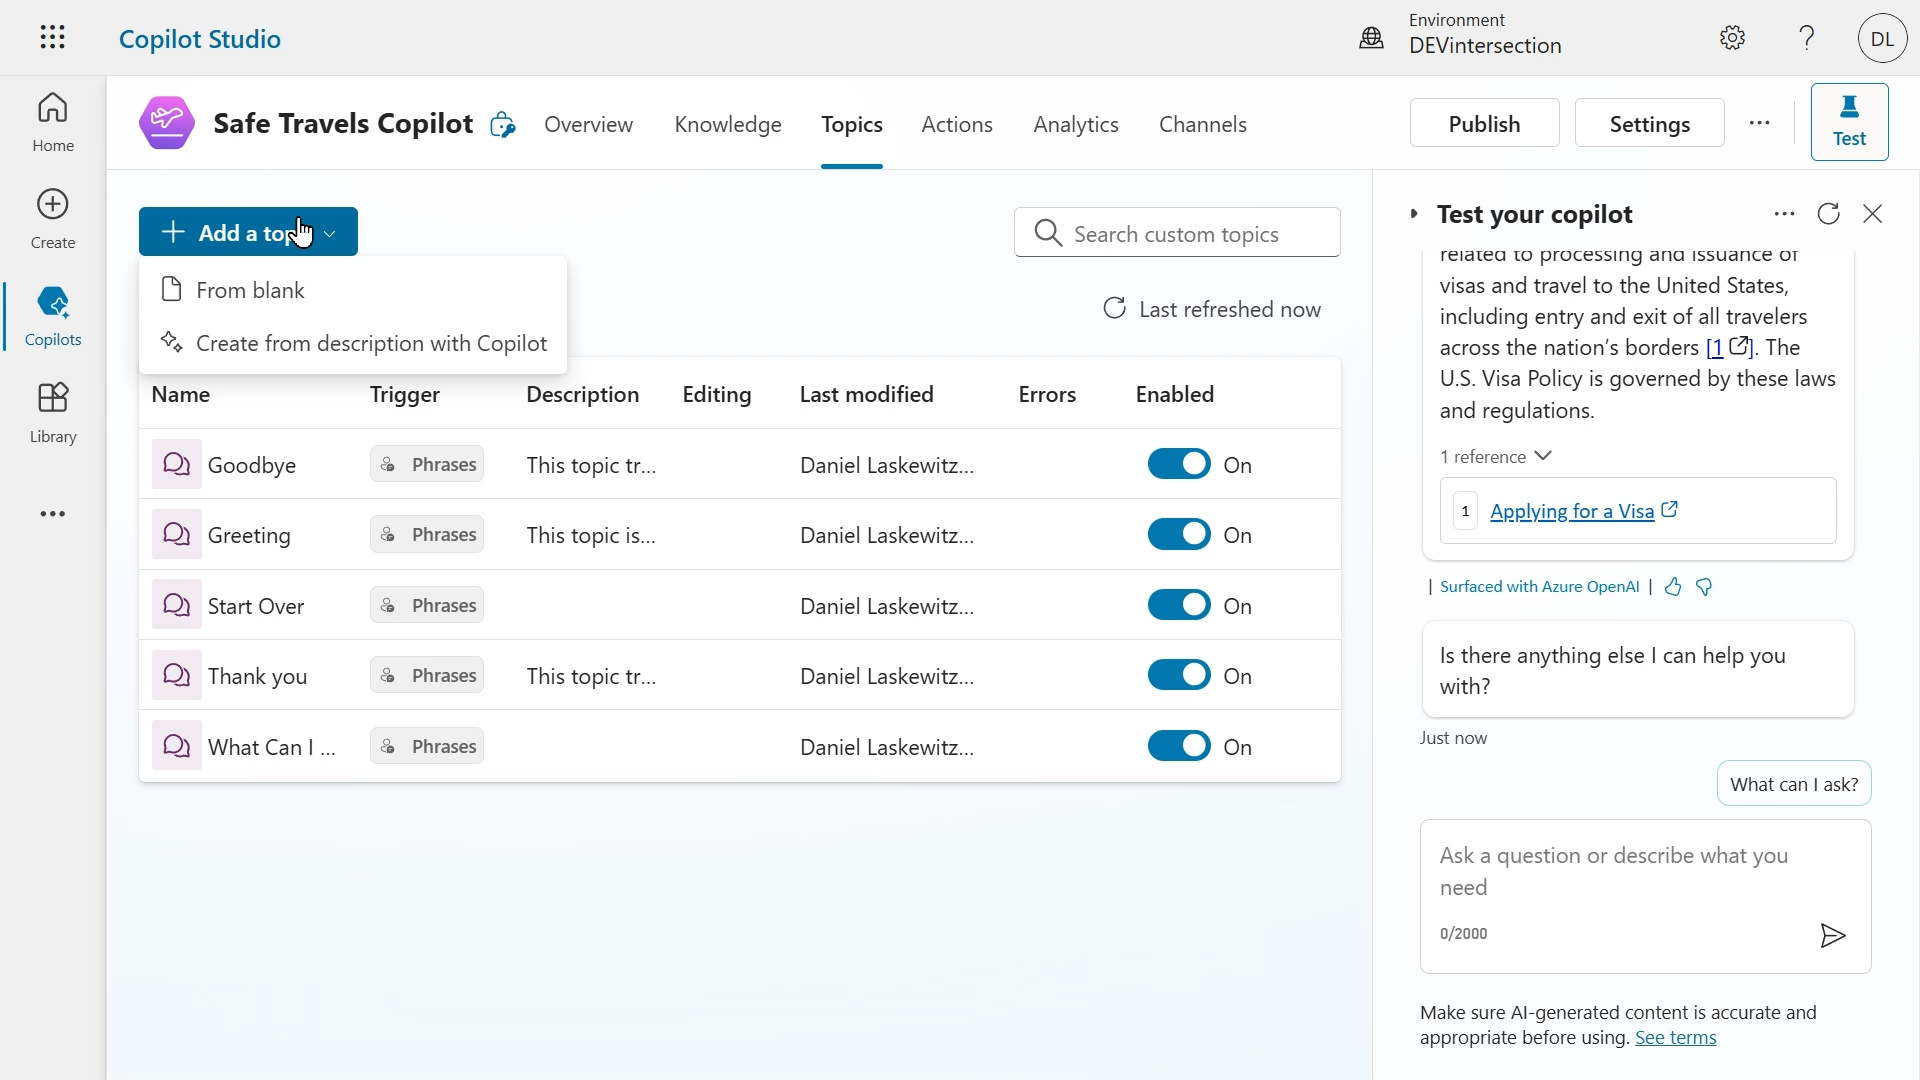 Copilot Studio
Environment
DEVintersection
DL
Home
Create
Copilots
Library
Safe Travels Copilot
Overview
Knowledge
Topics
Actions
Analytics
Channels
Publish
Settings
Test
Add a
Search custom topics
From blank
Create from description with Copilot
Last refreshed now
Name Trigger Description Editing Last modified Errors Enabled
Goodbye Phrases This topic tr... Daniel Laskewitz... On
Greeting Phrases This topic is... Daniel Laskewitz... On
Start Over Phrases Daniel Laskewitz... On
Thank you Phrases This topic tr... Daniel Laskewitz... On
What Can I ... Phrases Daniel Laskewitz... On
Test your copilot
related to processing and issuance of
visas and travel to the United States,
including entry and exit of all travelers
across the nation's borders [1]. The
U.S. Visa Policy is governed by these laws
and regulations.
1 reference
1 Applying for a Visa
| Surfaced with Azure OpenAI |
Is there anything else I can help you
with?
Just now
What can I ask?
Ask a question or describe what you
need
0/2000
Make sure AI-generated content is accurate and
appropriate before using. See terms